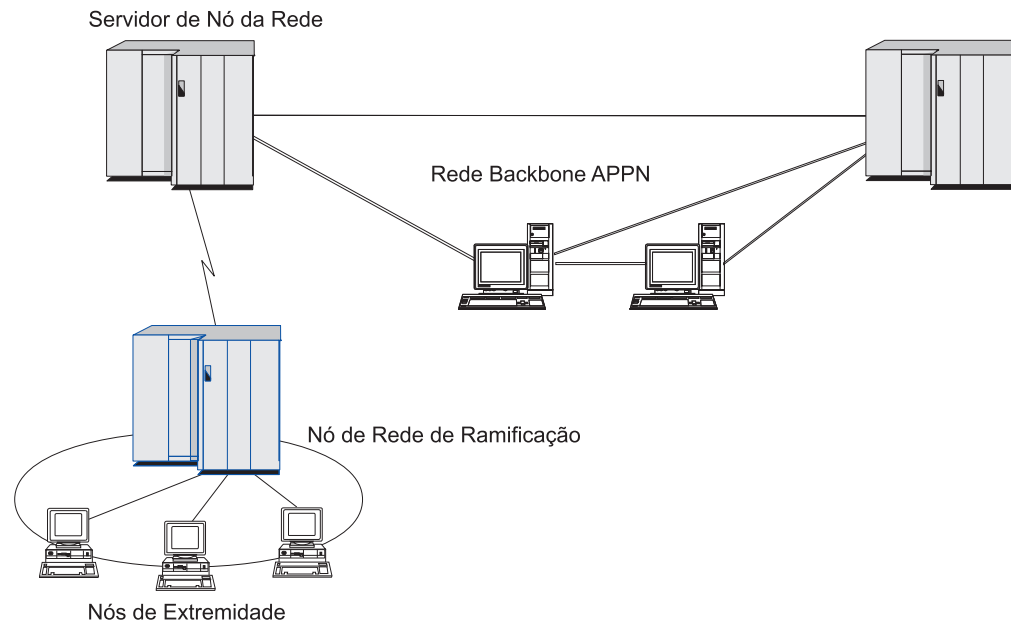 Servidor de Nó da Rede
Rede Backbone APPN
Nó de Rede de Ramificação
Nós de Extremidade